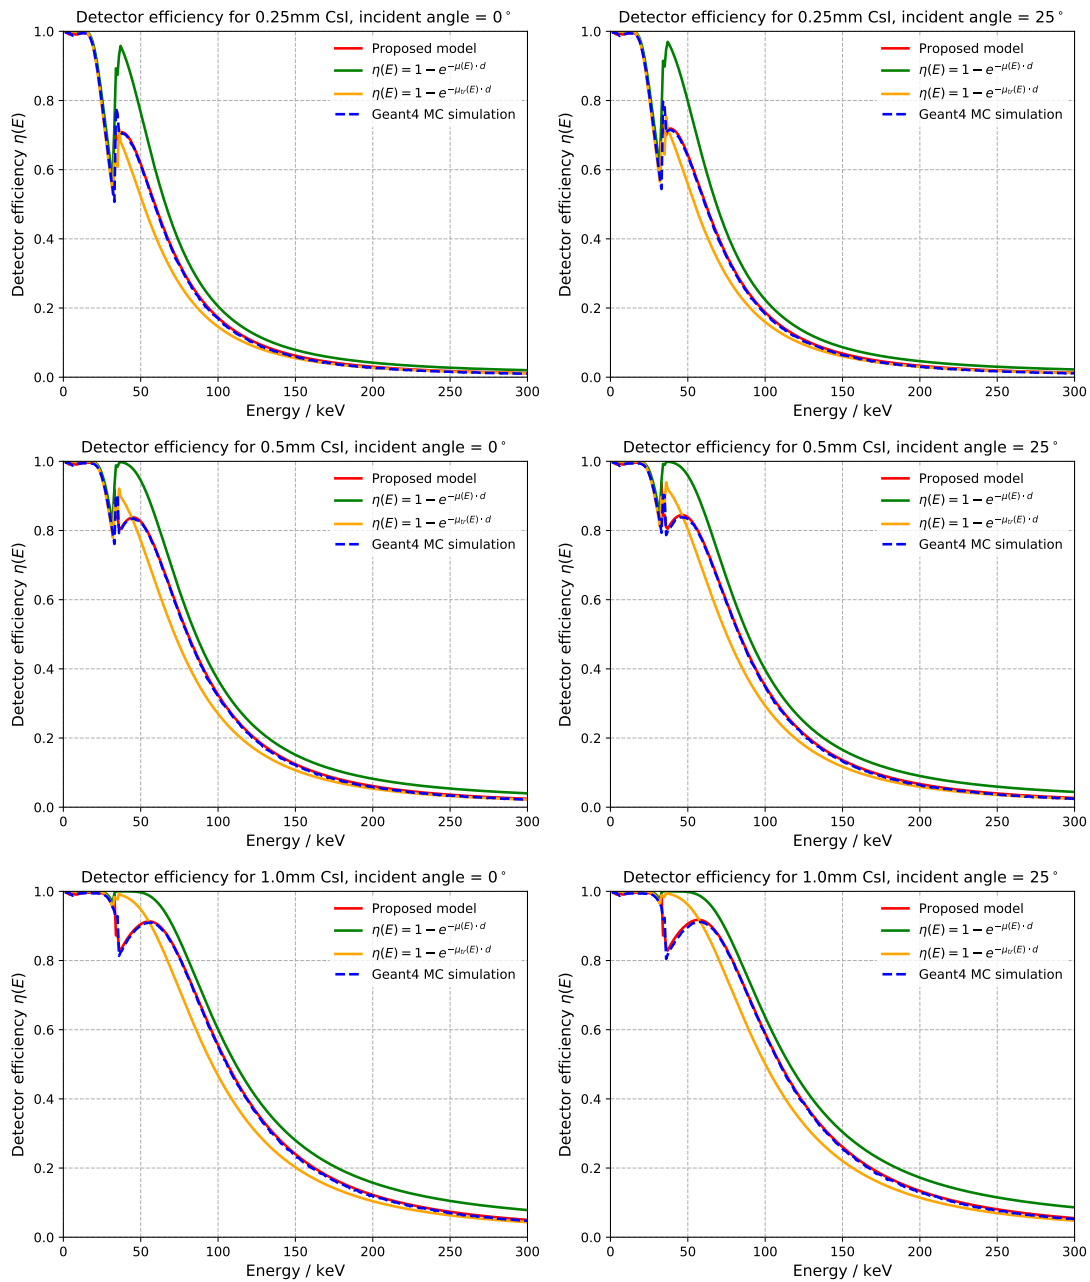 Detector efficiency for 0.25mm CsI, incident angle = 0°
Detector efficiency η(E)
1.0
0.8
0.6
0.4
0.2
0.0
Proposed model
η(E) = 1 − e^{−μ(E)·d}
η(E) = 1 − e^{−μ_{tr}(E)·d}
Geant4 MC simulation
0 50 100 150 200 250 300
Energy / keV
Detector efficiency for 0.25mm CsI, incident angle = 25°
Detector efficiency η(E)
1.0
0.8
0.6
0.4
0.2
0.0
Proposed model
η(E) = 1 − e^{−μ(E)·d}
η(E) = 1 − e^{−μ_{tr}(E)·d}
Geant4 MC simulation
0 50 100 150 200 250 300
Energy / keV
Detector efficiency for 0.5mm CsI, incident angle = 0°
Detector efficiency η(E)
1.0
0.8
0.6
0.4
0.2
0.0
Proposed model
η(E) = 1 − e^{−μ(E)·d}
η(E) = 1 − e^{−μ_{tr}(E)·d}
Geant4 MC simulation
0 50 100 150 200 250 300
Energy / keV
Detector efficiency for 0.5mm CsI, incident angle = 25°
Detector efficiency η(E)
1.0
0.8
0.6
0.4
0.2
0.0
Proposed model
η(E) = 1 − e^{−μ(E)·d}
η(E) = 1 − e^{−μ_{tr}(E)·d}
Geant4 MC simulation
0 50 100 150 200 250 300
Energy / keV
Detector efficiency for 1.0mm CsI, incident angle = 0°
Detector efficiency η(E)
1.0
0.8
0.6
0.4
0.2
0.0
Proposed model
η(E) = 1 − e^{−μ(E)·d}
η(E) = 1 − e^{−μ_{tr}(E)·d}
Geant4 MC simulation
0 50 100 150 200 250 300
Energy / keV
Detector efficiency for 1.0mm CsI, incident angle = 25°
Detector efficiency η(E)
1.0
0.8
0.6
0.4
0.2
0.0
Proposed model
η(E) = 1 − e^{−μ(E)·d}
η(E) = 1 − e^{−μ_{tr}(E)·d}
Geant4 MC simulation
0 50 100 150 200 250 300
Energy / keV